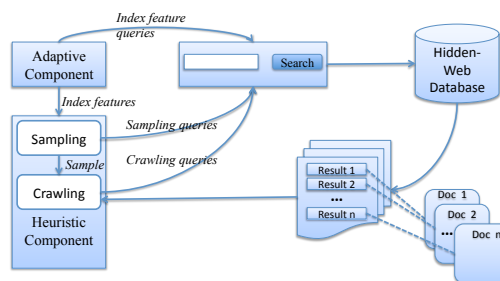 Index feature
queries
Adaptive
Component
Search
Hidden-
Web
Database
Index features
Sampling
Sampling queries
Sample
Crawling queries
Crawling
Heuristic
Component
Result 1
Result 2
...
Result n
Doc 1
Doc 2
...
Doc n